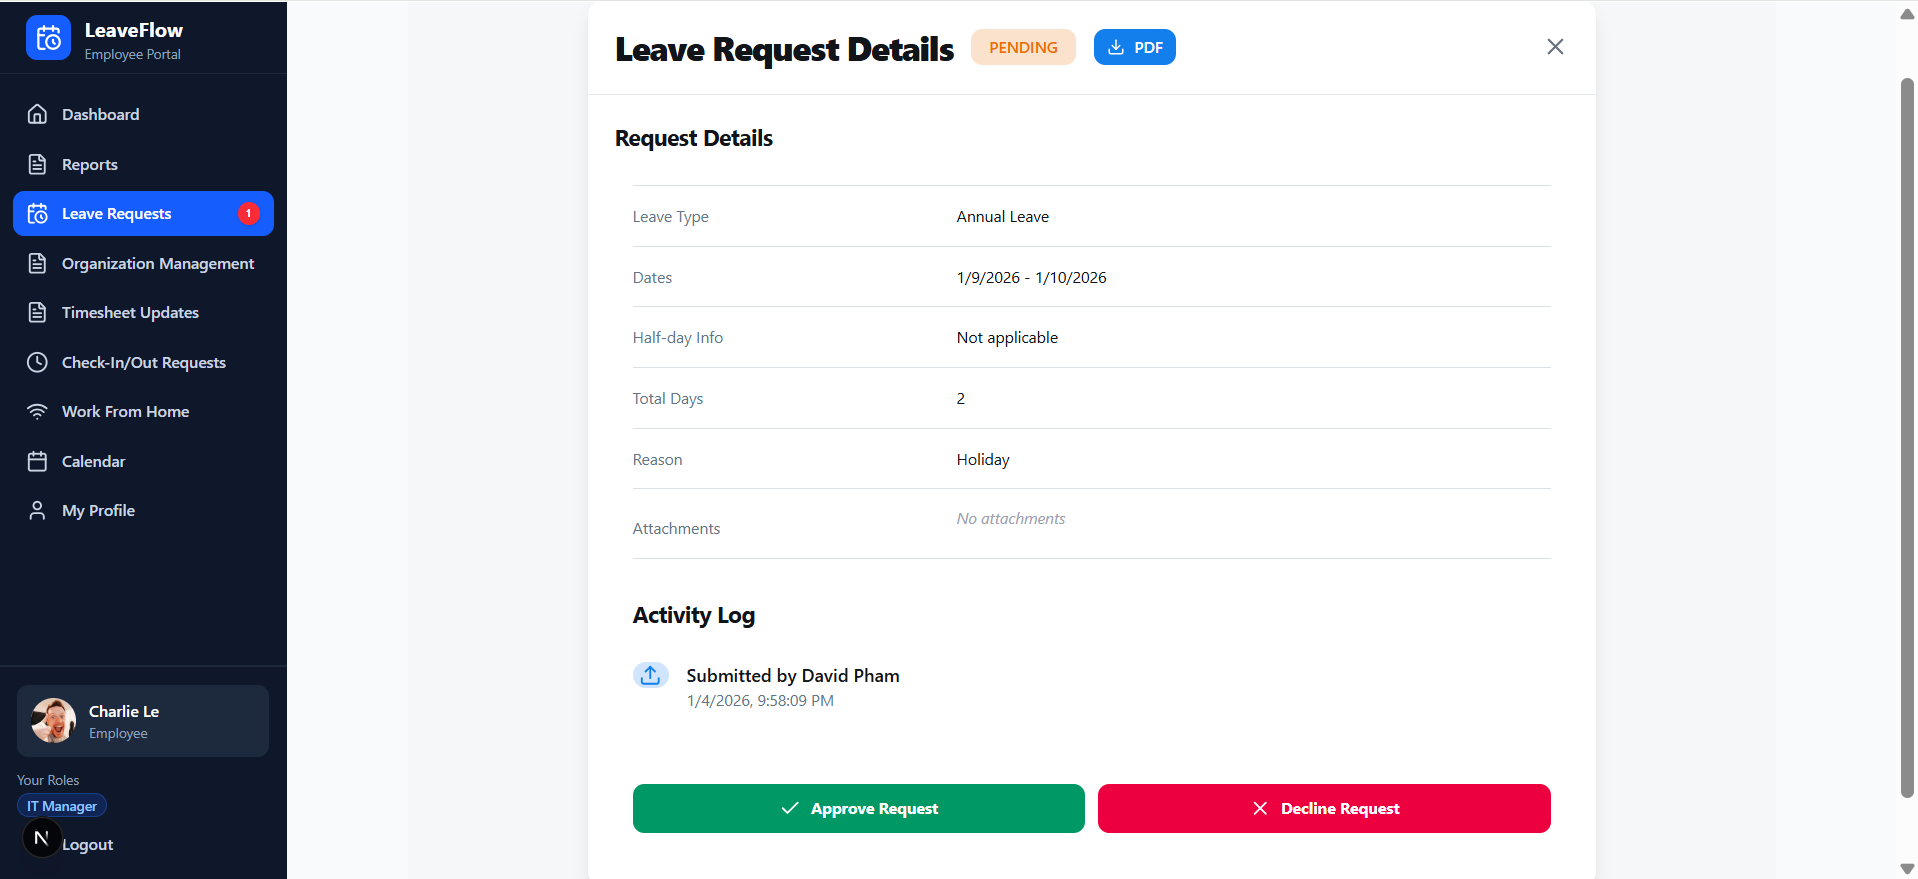 LeaveFlow
Employee Portal
Dashboard
Reports
Leave Requests 1
Organization Management
Timesheet Updates
Check-In/Out Requests
Work From Home
Calendar
My Profile
Charlie Le
Employee
Your Roles
IT Manager
N
Logout
Leave Request Details PENDING PDF
Request Details
Leave Type Annual Leave
Dates 1/9/2026 - 1/10/2026
Half-day Info Not applicable
Total Days 2
Reason Holiday
Attachments No attachments
Activity Log
Submitted by David Pham
1/4/2026, 9:58:09 PM
Approve Request Decline Request